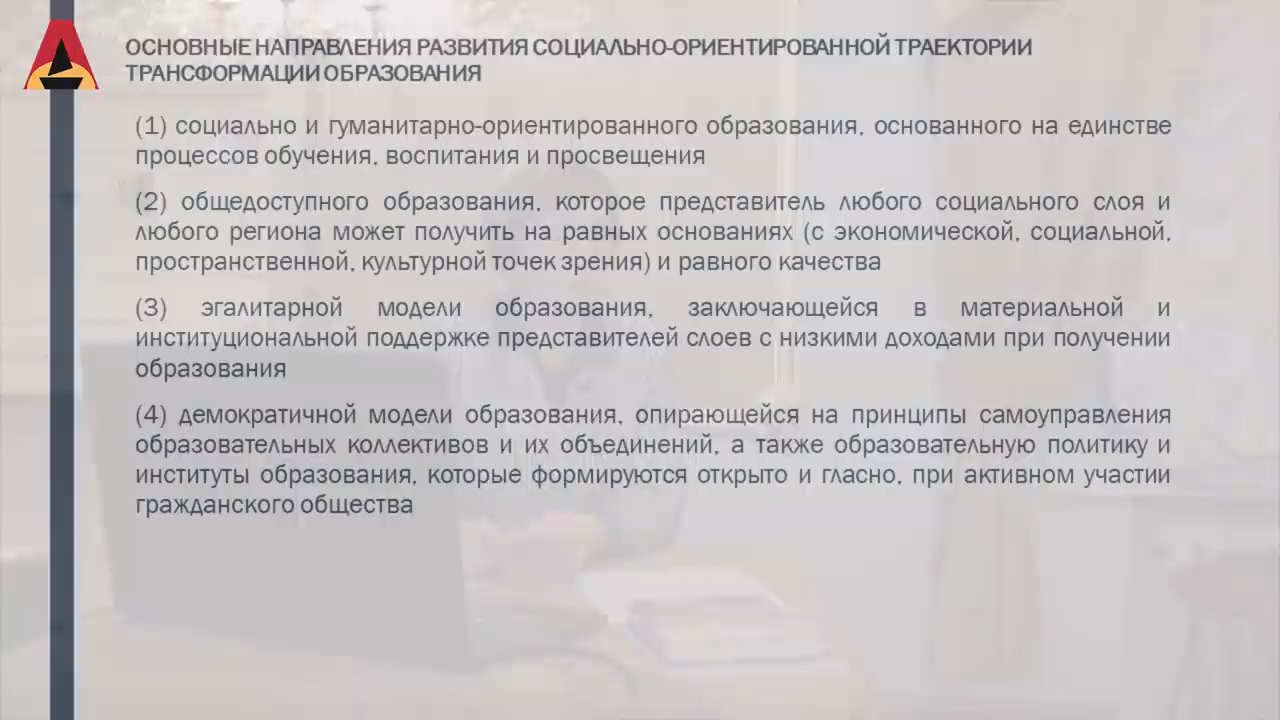 ОСНОВНЫЕ НАПРАВЛЕНИЯ РАЗВИТИЯ СОЦИАЛЬНО-ОРИЕНТИРОВАННОЙ ТРАЕКТОРИИ
ТРАНСФОРМАЦИИ ОБРАЗОВАНИЯ
(1) социально и гуманитарно-ориентированного образования, основанного на единстве
процессов обучения, воспитания и просвещения
(2) общедоступного образования, которое представитель любого социального слоя и
любого региона может получить на равных основаниях (с экономической, социальной,
пространственной, культурной точек зрения) и равного качества
(3) эгалитарной модели образования, заключающейся в материальной и
институциональной поддержке представителей слоев с низкими доходами при получении
образования
(4) демократичной модели образования, опирающейся на принципы самоуправления
образовательных коллективов и их объединений, а также образовательную политику и
институты образования, которые формируются открыто и гласно, при активном участии
гражданского общества